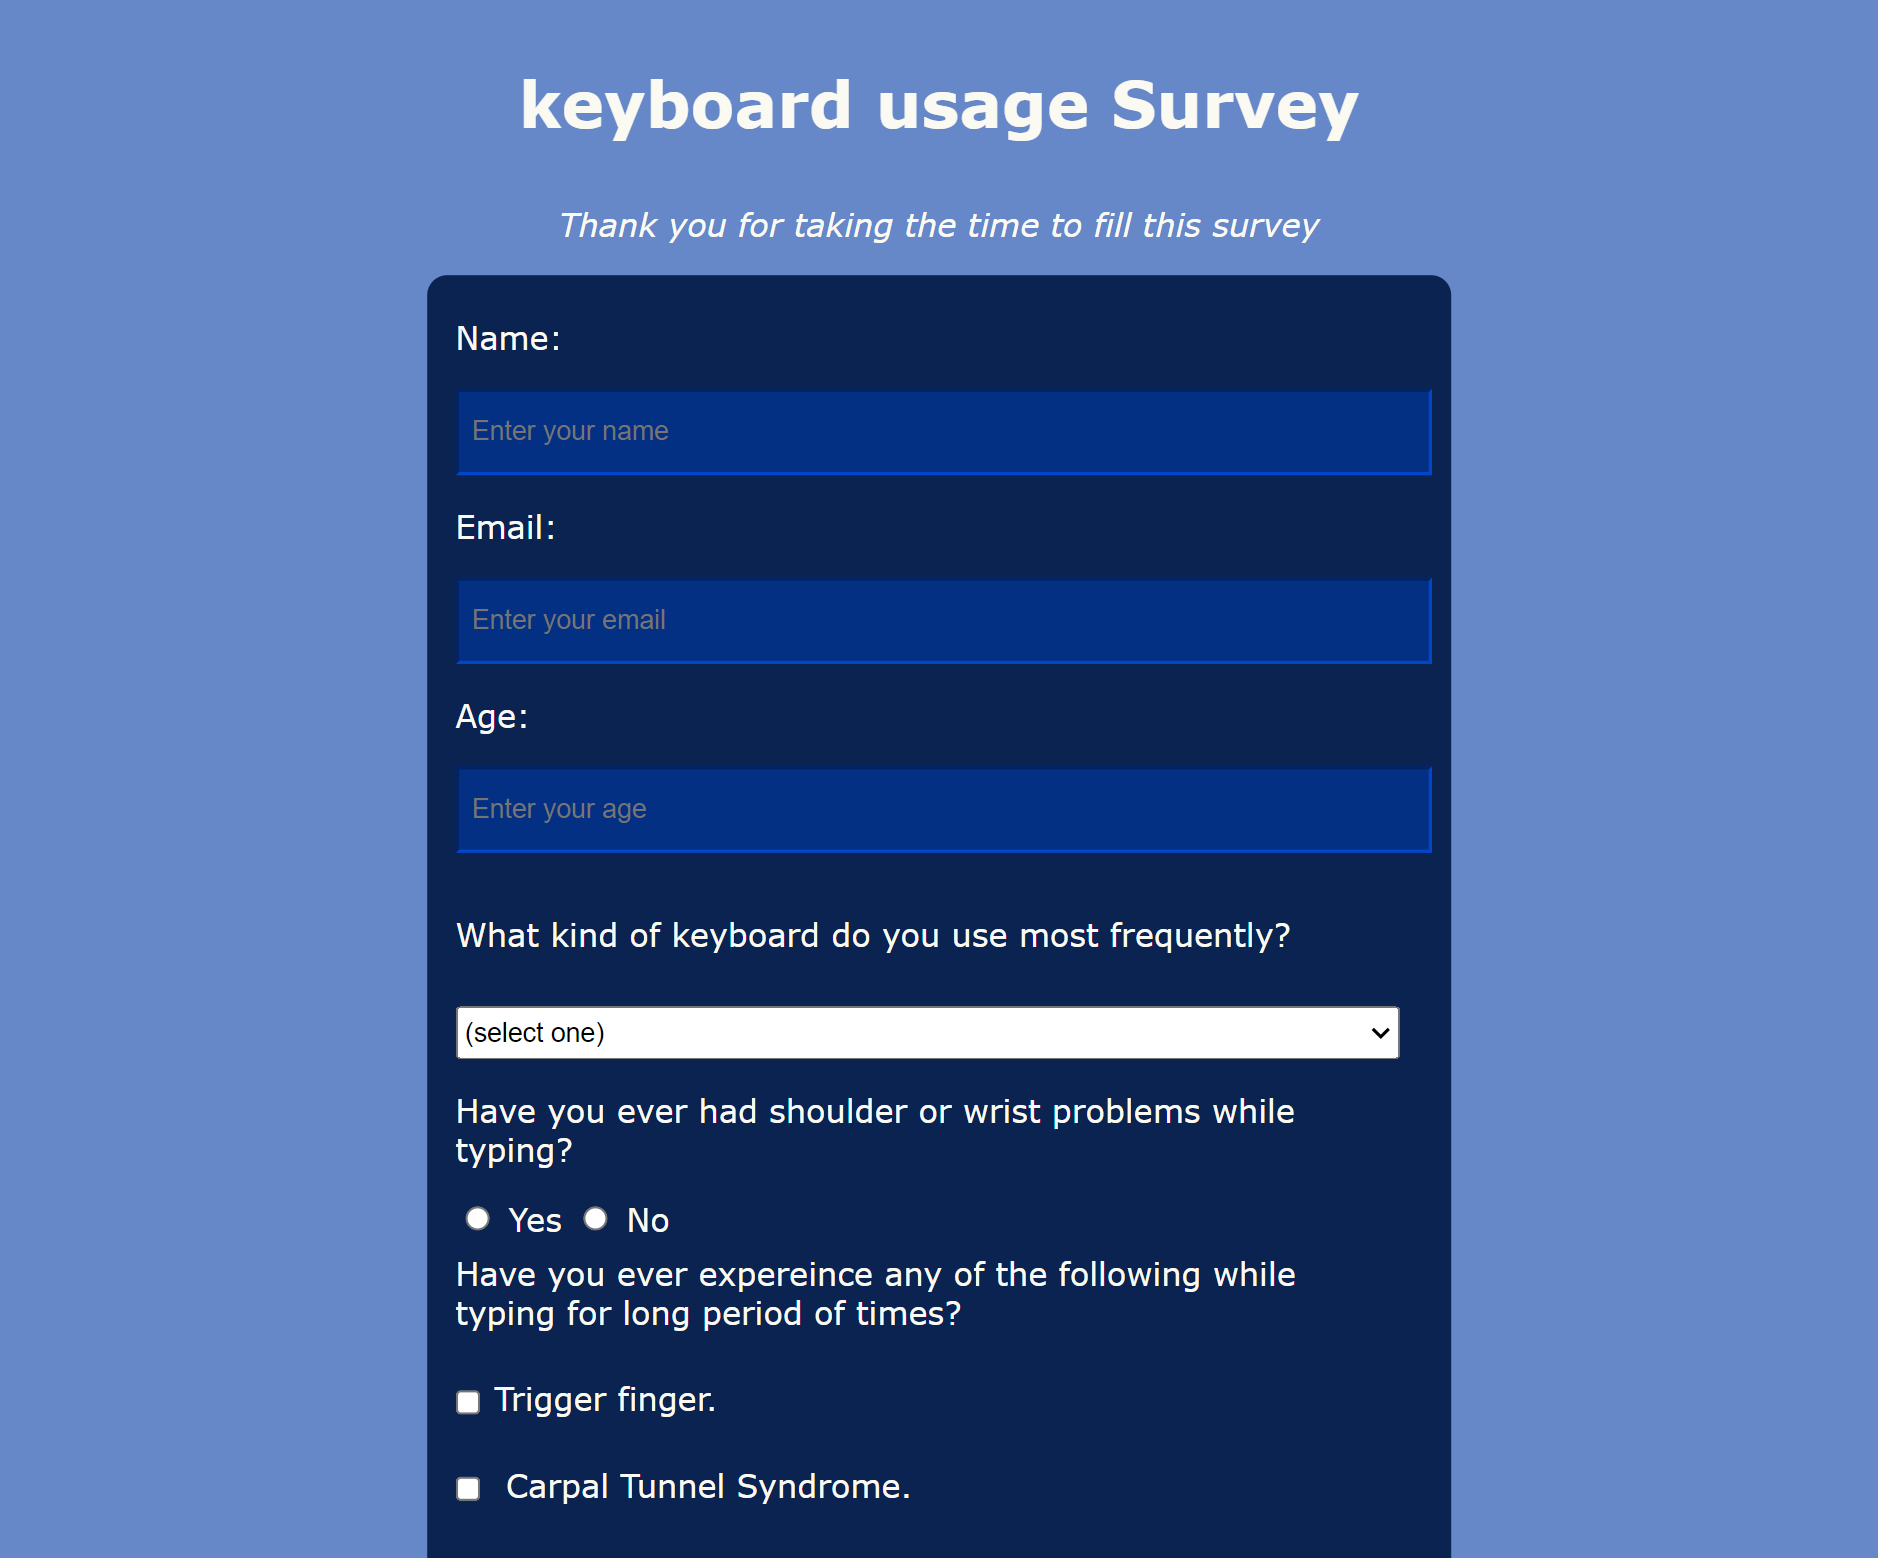 keyboard usage Survey
Thank you for taking the time to fill this survey
Name:
Enter your name
Email:
Enter your email
Age:
Enter your age
What kind of keyboard do you use most frequently?
(select one)
Have you ever had shoulder or wrist problems while
typing?
Yes No
Have you ever expereince any of the following while
typing for long period of times?
Trigger finger.
Carpal Tunnel Syndrome.